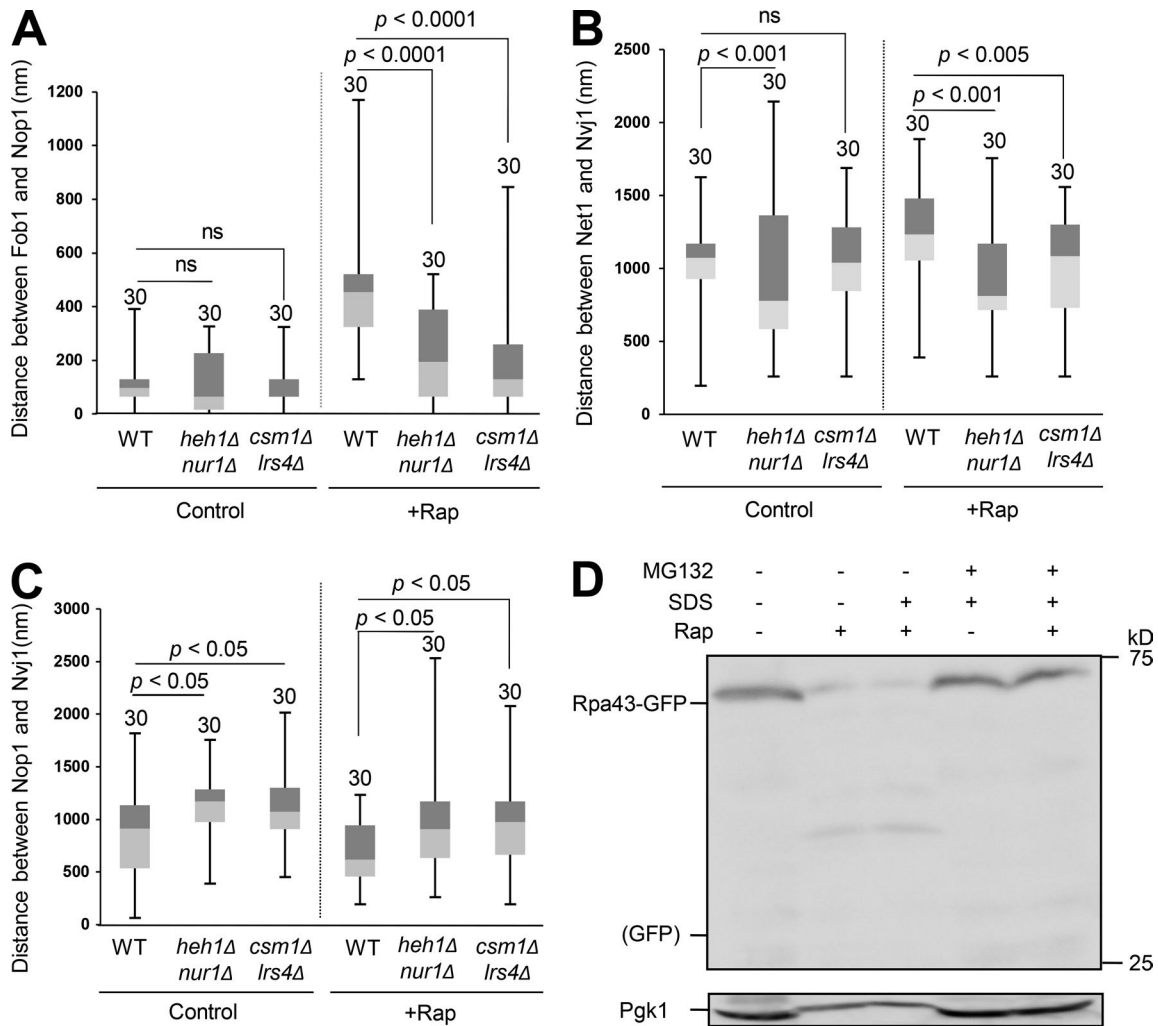 A
Distance between Fob1 and Nop1 (nm)
p < 0.0001
p < 0.0001
1200
1000
800
600
400
200
0
ns
ns
30
30
30
30
30
30
WT
heh1Δ nur1Δ
csm1Δ lrs4Δ
WT
heh1Δ nur1Δ
csm1Δ lrs4Δ
Control
+Rap
B
Distance between Net1 and Nvj1 (nm)
ns
p < 0.001
p < 0.005
p < 0.001
2500
2000
1500
1000
500
0
30
30
30
30
30
30
WT
heh1Δ nur1Δ
csm1Δ lrs4Δ
WT
heh1Δ nur1Δ
csm1Δ lrs4Δ
Control
+Rap
C
Distance between Nop1 and Nvj1(nm)
3000
2500
2000
1500
1000
500
0
p < 0.05
p < 0.05
p < 0.05
p < 0.05
30
30
30
30
30
30
WT
heh1Δ nur1Δ
csm1Δ lrs4Δ
WT
heh1Δ nur1Δ
csm1Δ lrs4Δ
Control
+Rap
D
MG132 - - - + +
SDS - - + + +
Rap - + + - +
kD
75
Rpa43-GFP
(GFP)
25
Pgk1